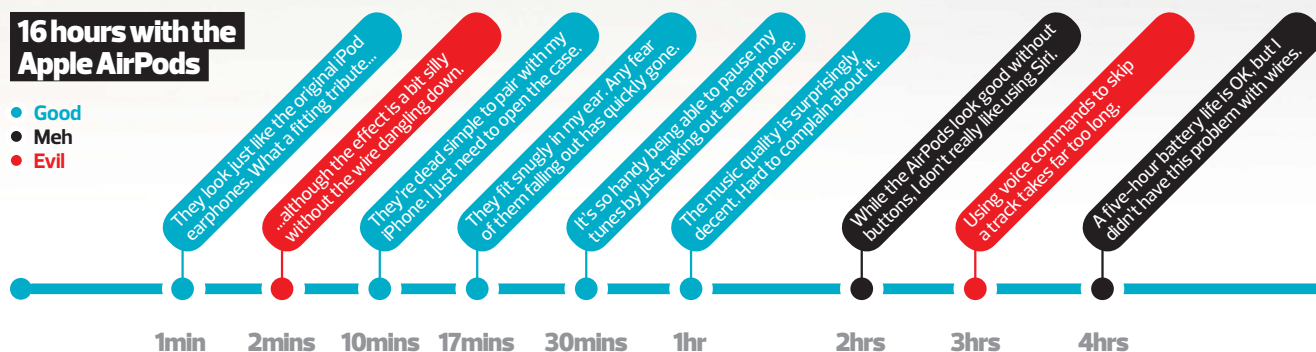 16 hours with the
Apple AirPods
Good
Meh
Evil
They look just like the original iPod
earphones. What a fitting tribute...
...although the effect is a bit silly
without the wire dangling down.
They're dead simple to pair with my
iPhone. I just need to open the case.
They fit snugly in my ear. Any fear
of them falling out has quickly gone.
It's so handy being able to pause my
tunes by just taking out an earphone.
The music quality is surprisingly
decent. Hard to complain about it.
While the AirPods look good without
buttons, I don't really like using Siri.
Using voice commands to skip
a track takes far too long.
A five-hour battery life is OK, but I
didn't have this problem with wires.
1min
2mins
10mins
17mins
30mins
1hr
2hrs
3hrs
4hrs